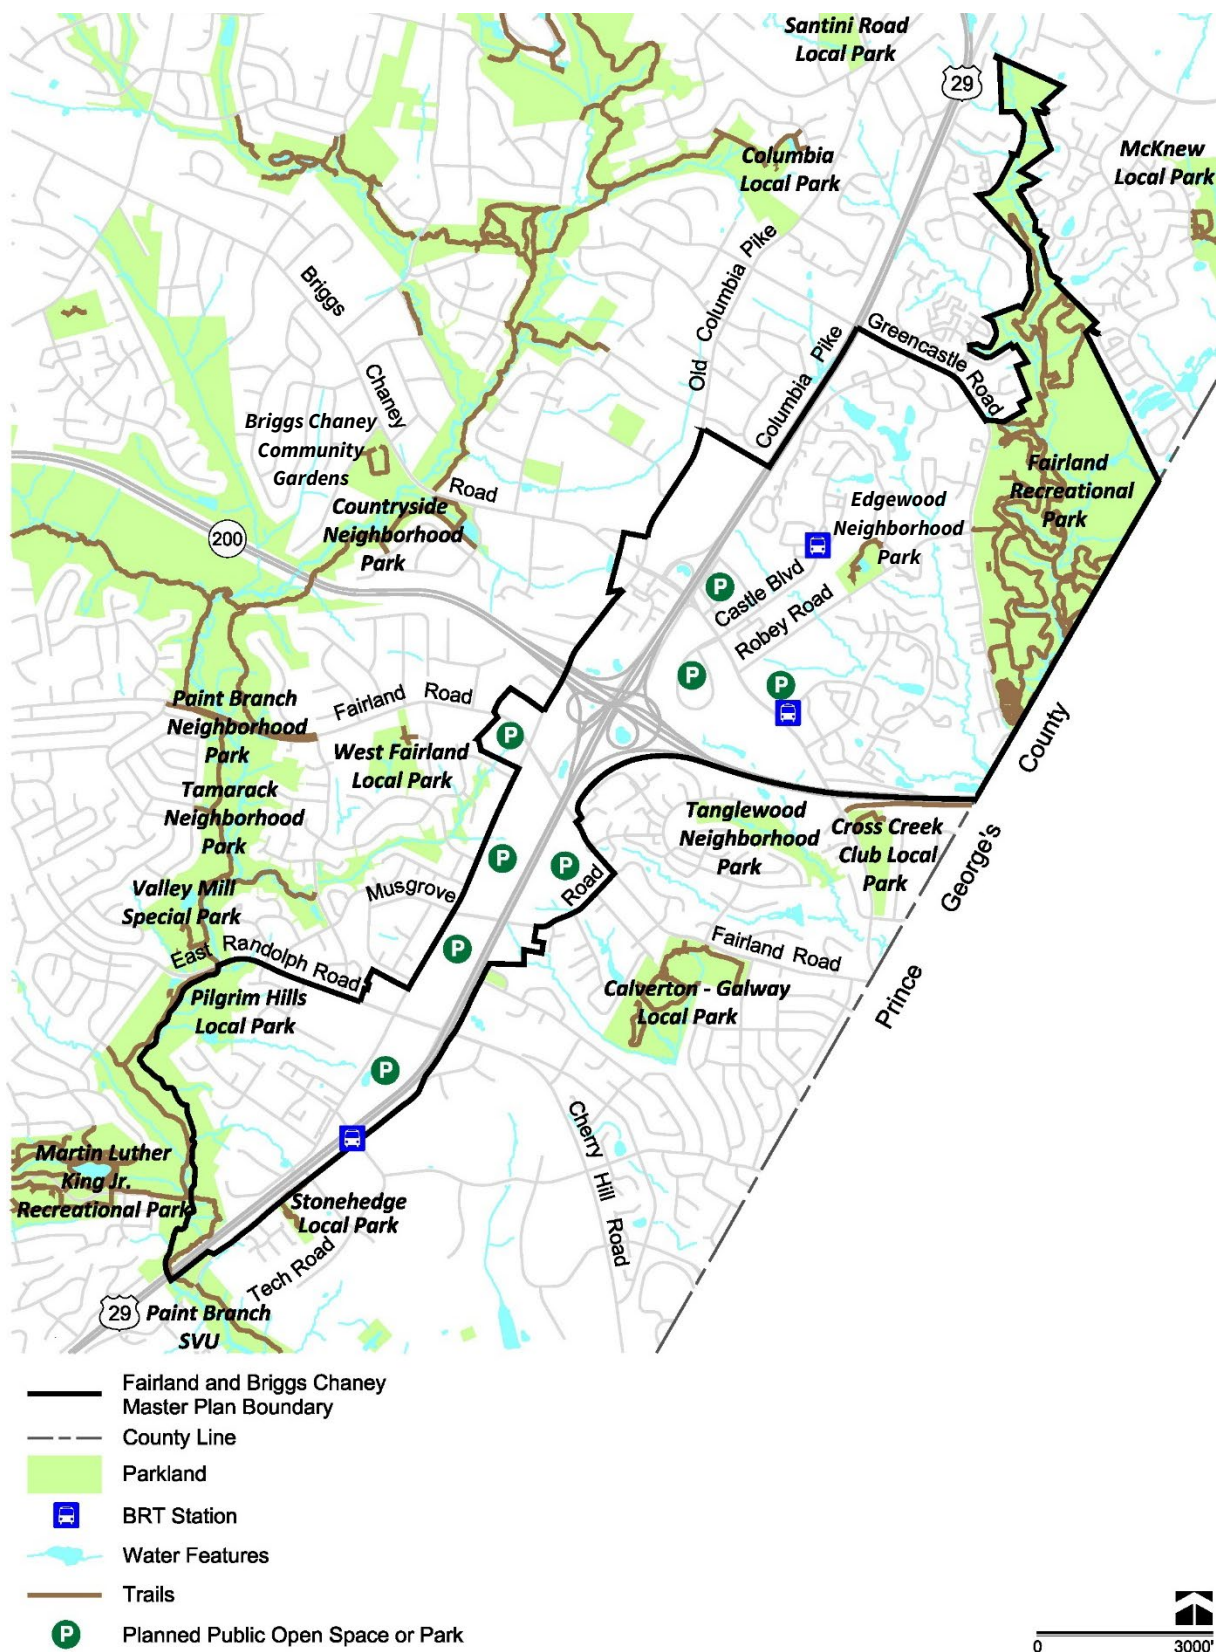 Santini Road
Local Park
29
Columbia
Local Park
McKnew
Local Park
Briggs
Chaney
Road
Old Columbia Pike
Columbia Pike
Greencastle Road
Briggs Chaney
Community
Gardens
Countryside
Neighborhood
Park
Fairland
Recreational
Park
Edgewood
Neighborhood
Park
200
P
Castle Blvd
Robey Road
P
P
Paint Branch
Neighborhood
Park
Fairland Road
P
West Fairland
Local Park
County
George's
Prince
Tamarack
Neighborhood
Park
Tanglewood
Neighborhood
Park
Cross Creek
Club Local
Park
P
P
Road
Valley Mill
Special Park
Musgrove
P
Fairland Road
East Randolph Road
Pilgrim Hills
Local Park
Calverton - Galway
Local Park
P
Cherry Hill Road
Martin Luther
King Jr.
Recreational Park
Stonehedge
Local Park
Tech Road
29
Paint Branch
SVU
Fairland and Briggs Chaney
Master Plan Boundary
County Line
Parkland
BRT Station
Water Features
Trails
P
Planned Public Open Space or Park
0
3000'